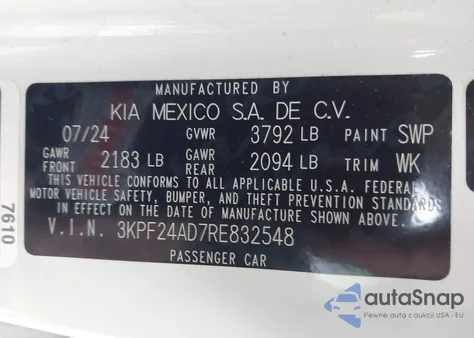 MANUFACTURED BY
KIA MEXICO S.A. DE C.V.
07/24 GVWR 3792 LB PAINT SWP
GAWR FRONT 2183 LB GAWR REAR 2094 LB TRIM WK
THIS VEHICLE CONFORMS TO ALL APPLICABLE U.S.A. FEDERAL
MOTOR VEHICLE SAFETY, BUMPER, AND THEFT PREVENTION STANDARDS
IN EFFECT ON THE DATE OF MANUFACTURE SHOWN ABOVE.
V.I.N. 3KPF24AD7RE832548
PASSENGER CAR
7610
autoSnap
Pewne auta z aukcji USA i EU